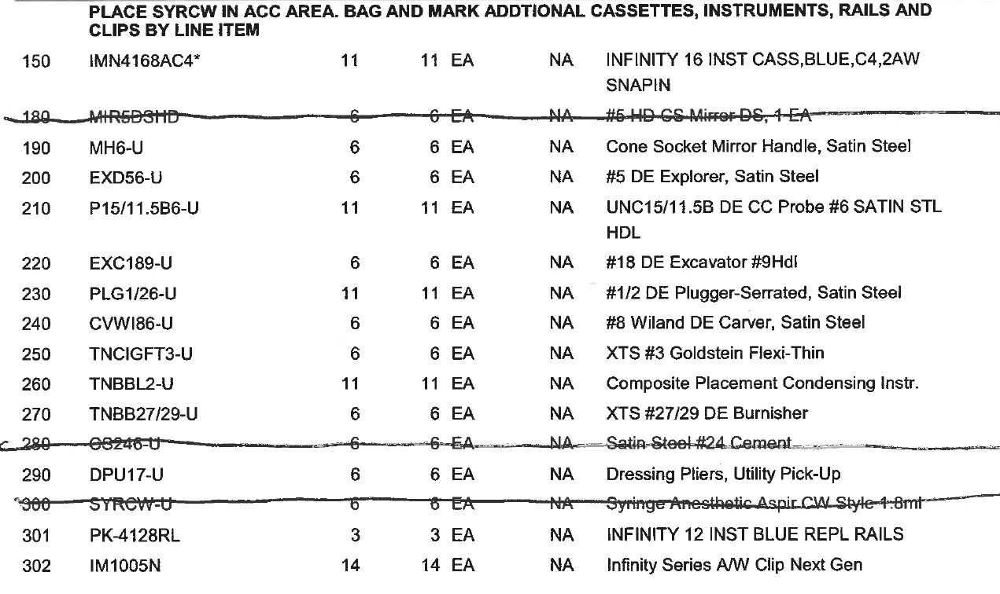 PLACE SYRCW IN ACC AREA. BAG AND MARK ADDTIONAL CASSETTES, INSTRUMENTS, RAILS AND
CLIPS BY LINE ITEM
150 IMN4168AC4* 11 11 EA NA INFINITY 16 INST CASS,BLUE,C4,2AW
SNAPIN
180 MIR5DSHD 6 6 EA NA #5 HD CS Mirror DS, 1 EA
190 MH6-U 6 6 EA NA Cone Socket Mirror Handle, Satin Steel
200 EXD56-U 6 6 EA NA #5 DE Explorer, Satin Steel
210 P15/11.5B6-U 11 11 EA NA UNC15/11.5B DE CC Probe #6 SATIN STL
HDL
220 EXC189-U 6 6 EA NA #18 DE Excavator #9Hdl
230 PLG1/26-U 11 11 EA NA #1/2 DE Plugger-Serrated, Satin Steel
240 CVWI86-U 6 6 EA NA #8 Wiland DE Carver, Satin Steel
250 TNCIGFT3-U 6 6 EA NA XTS #3 Goldstein Flexi-Thin
260 TNBBL2-U 11 11 EA NA Composite Placement Condensing Instr.
270 TNBB27/29-U 6 6 EA NA XTS #27/29 DE Burnisher
280 CS246-U 6 6 EA NA Satin Steel #24 Cement
290 DPU17-U 6 6 EA NA Dressing Pliers, Utility Pick-Up
300 SYRCW-U 6 6 EA NA Syringe Anesthetic Aspir CW Style 1.8ml
301 PK-4128RL 3 3 EA NA INFINITY 12 INST BLUE REPL RAILS
302 IM1005N 14 14 EA NA Infinity Series A/W Clip Next Gen